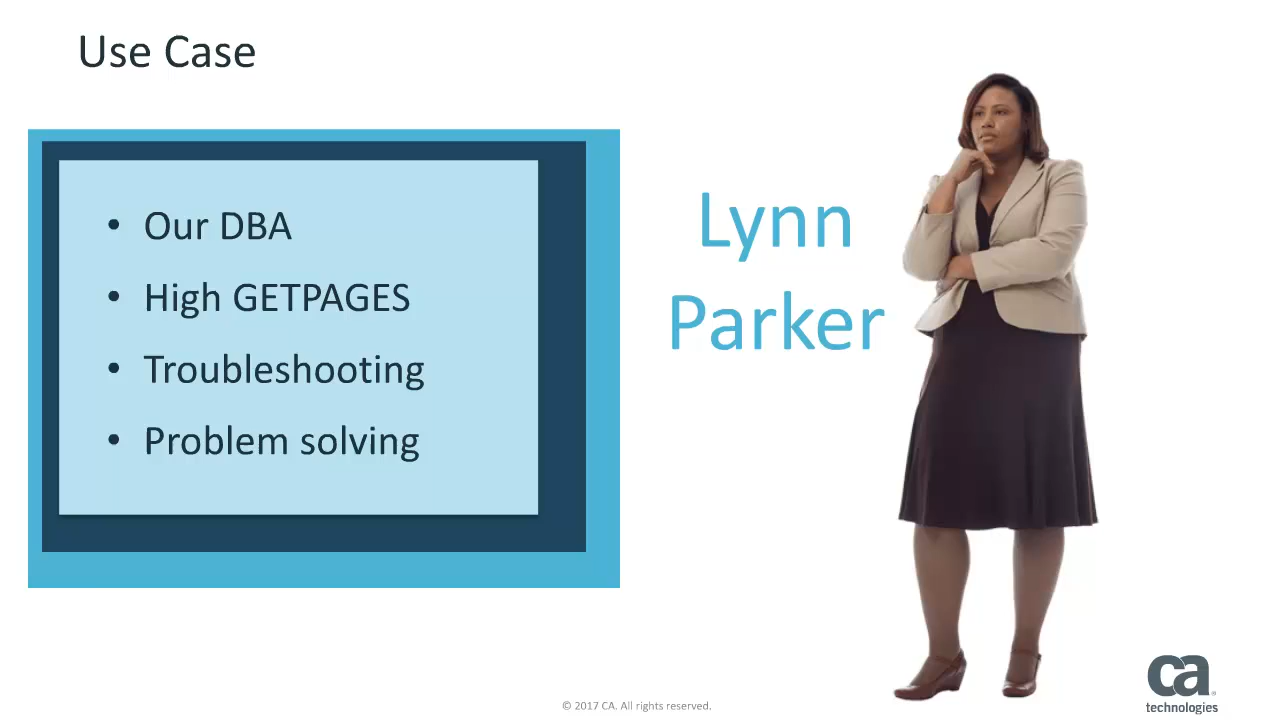 Use Case
• Our DBA
• High GETPAGES
• Troubleshooting
• Problem solving
Lynn
Parker
© 2017 CA. All rights reserved.
ca
technologies